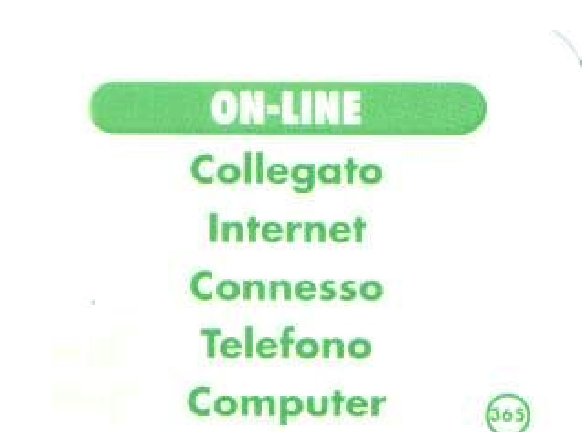 ON-LINE
Collegato
Internet
Connesso
Telefono
Computer
365